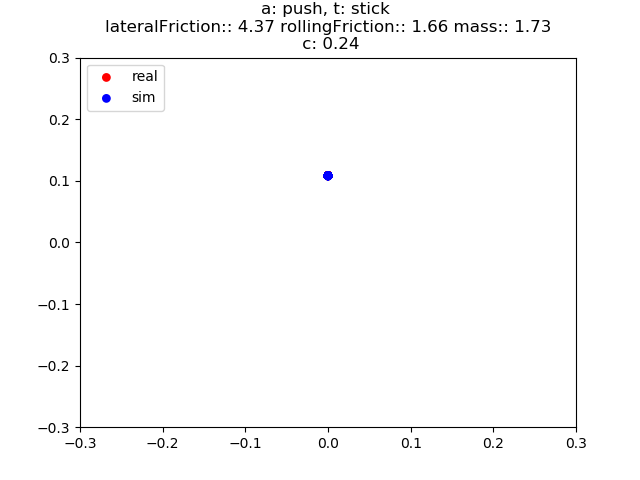 a: push, t: stick
lateralFriction:: 4.37 rollingFriction:: 1.66 mass:: 1.73
c: 0.24
real
sim
0.3
0.2
0.1
0.0
−0.1
−0.2
−0.3
−0.3 −0.2 −0.1 0.0 0.1 0.2 0.3